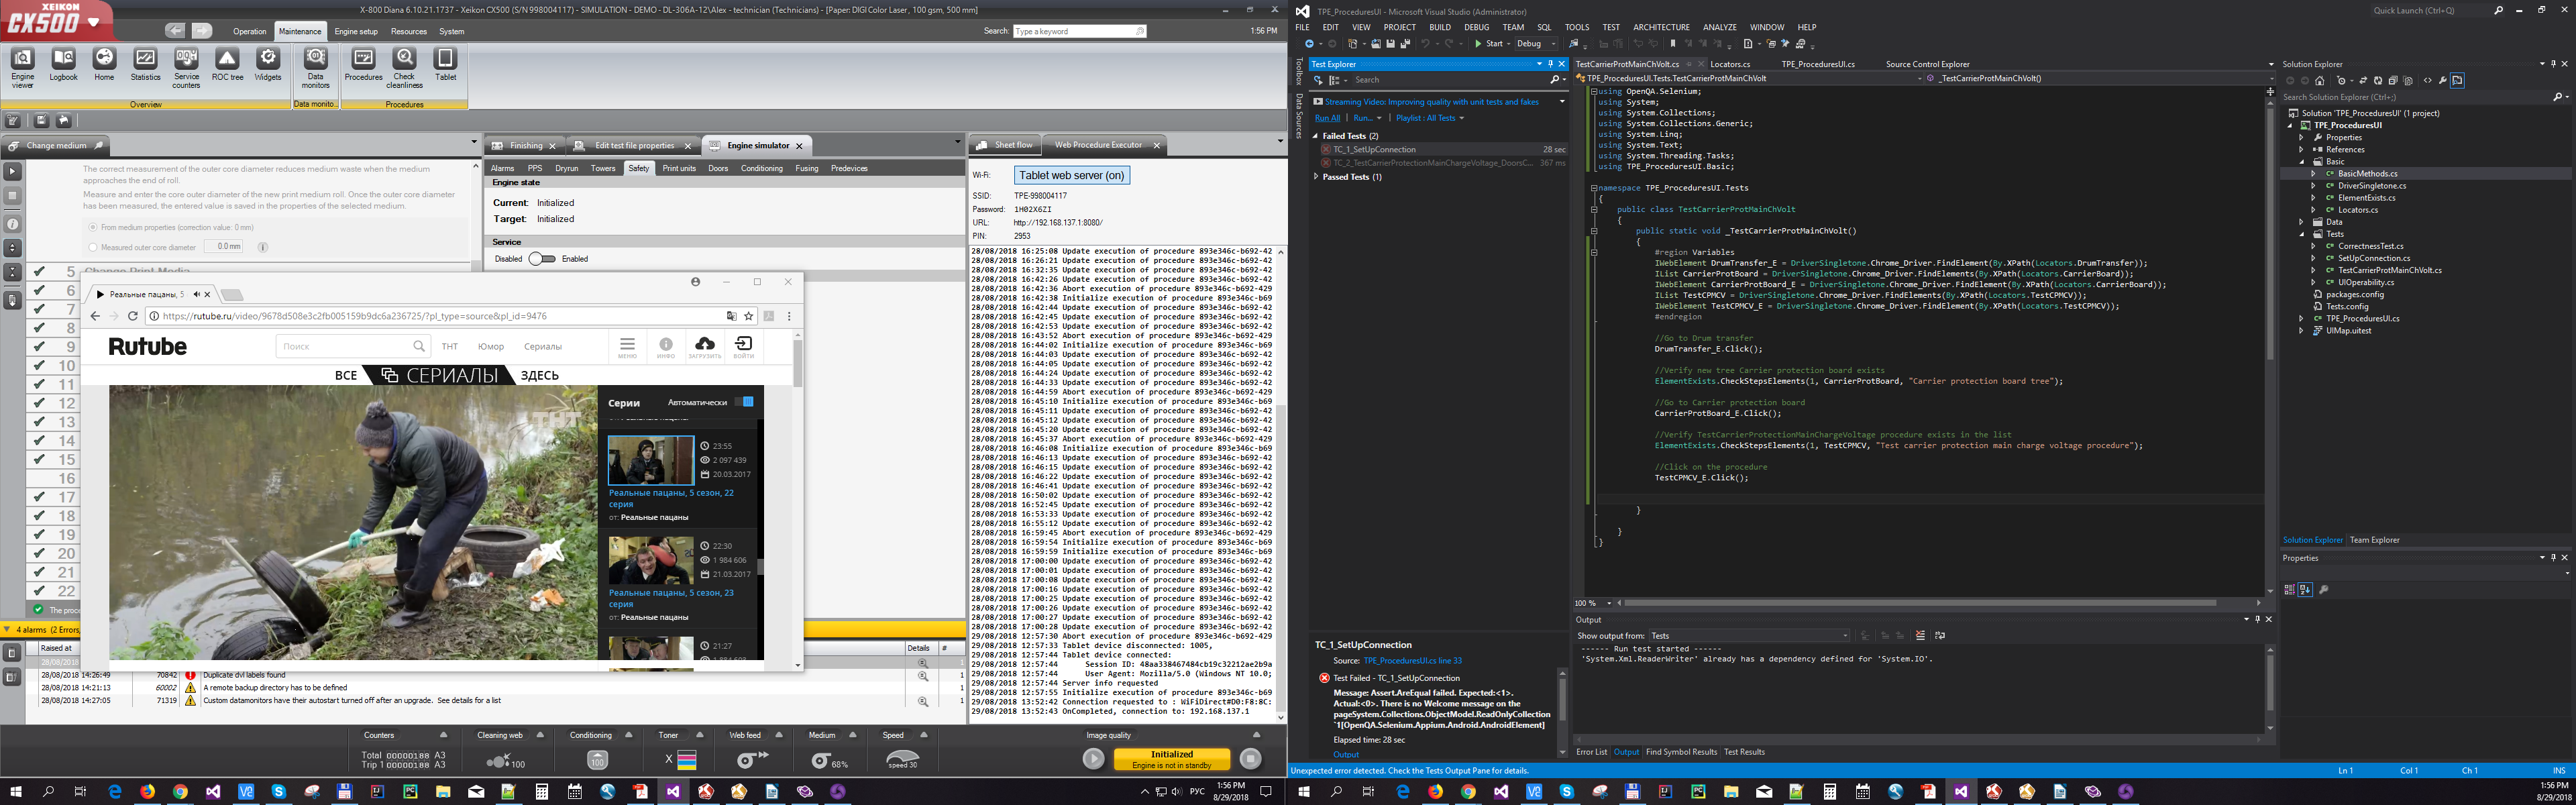 XEIKON
CX500
X-800 Diana 6.10.21.1737 - Xeikon CX500 (S/N 998004117) - SIMULATION - DEMO - DL-306A-12\Alex - technician (Technicians) - [Paper: DIGI Color Laser , 100 gsm, 500 mm]
Operation
Maintenance
Engine setup
Resources
System
Search:
Type a keyword
1:56 PM
Engine viewer
Logbook
Home
Statistics
Service counters
ROC tree
Widgets
Data monitors
Procedures
Check cleanliness
Tablet
Overview
Data monito...
Procedures
Change medium
The correct measurement of the outer core diameter reduces medium waste when the medium
approaches the end of roll.
Measure and enter the core outer diameter of the new print medium roll. Once the outer core diameter
has been measured, the entered value is saved in the properties of the selected medium.
From medium properties (correction value: 0 mm)
Measured outer core diameter
0.0 mm
5 Change Print Media
6
7
8
9
10
11
12
13
14
15
16
17
18
19
20
21
22
The proce
4 alarms (2 Errors,
Finishing
Edit test file properties
Engine simulator
Alarms PPS Dryrun Towers Safety Print units Doors Conditioning Fusing Predevices
Engine state
Current: Initialized
Target: Initialized
Service
Disabled Enabled
Реальные пацаны, 5
https://rutube.ru/video/9678d508e3c2fb005159b9dc6a236725/?pl_type=source&pl_id=9476
Rutube
Поиск
ТНТ Юмор Сериалы
МЕНЮ ИНФО ЗАГРУЗИТЬ ВОЙТИ
ВСЕ СЕРИАЛЫ ЗДЕСЬ
ТНТ
Серии Автоматически
23:55
2 097 439
20.03.2017
Реальные пацаны, 5 сезон, 22
серия
от: Реальные пацаны
22:30
1 984 606
21.03.2017
Реальные пацаны, 5 сезон, 23
серия
от: Реальные пацаны
21:27
Raised at
Details #
28/08/2018 14:26:49 70842 Duplicate dvl labels found 1
28/08/2018 14:21:13 60002 A remote backup directory has to be defined 1
28/08/2018 14:27:05 71319 Custom datamonitors have their autostart turned off after an upgrade. See details for a list 1
Sheet flow
Web Procedure Executor
Wi-Fi: Tablet web server (on)
SSID: TPE-998004117
Password: 1H02X6ZI
URL: http://192.168.137.1:8080/
PIN: 2953
28/08/2018 16:25:08 Update execution of procedure 893e346c-b692-42
28/08/2018 16:26:21 Update execution of procedure 893e346c-b692-42
28/08/2018 16:32:35 Update execution of procedure 893e346c-b692-42
28/08/2018 16:42:26 Update execution of procedure 893e346c-b692-42
28/08/2018 16:42:36 Abort execution of procedure 893e346c-b692-429
28/08/2018 16:42:38 Initialize execution of procedure 893e346c-b69
28/08/2018 16:42:44 Update execution of procedure 893e346c-b692-42
28/08/2018 16:42:45 Update execution of procedure 893e346c-b692-42
28/08/2018 16:42:53 Update execution of procedure 893e346c-b692-42
28/08/2018 16:43:52 Abort execution of procedure 893e346c-b692-429
28/08/2018 16:44:02 Initialize execution of procedure 893e346c-b69
28/08/2018 16:44:03 Update execution of procedure 893e346c-b692-42
28/08/2018 16:44:05 Update execution of procedure 893e346c-b692-42
28/08/2018 16:44:24 Update execution of procedure 893e346c-b692-42
28/08/2018 16:44:33 Update execution of procedure 893e346c-b692-42
28/08/2018 16:44:59 Abort execution of procedure 893e346c-b692-429
28/08/2018 16:45:10 Initialize execution of procedure 893e346c-b69
28/08/2018 16:45:11 Update execution of procedure 893e346c-b692-42
28/08/2018 16:45:12 Update execution of procedure 893e346c-b692-42
28/08/2018 16:45:20 Update execution of procedure 893e346c-b692-42
28/08/2018 16:45:37 Abort execution of procedure 893e346c-b692-429
28/08/2018 16:46:08 Initialize execution of procedure 893e346c-b69
28/08/2018 16:46:13 Update execution of procedure 893e346c-b692-42
28/08/2018 16:46:15 Update execution of procedure 893e346c-b692-42
28/08/2018 16:46:22 Update execution of procedure 893e346c-b692-42
28/08/2018 16:46:41 Update execution of procedure 893e346c-b692-42
28/08/2018 16:50:02 Update execution of procedure 893e346c-b692-42
28/08/2018 16:52:45 Update execution of procedure 893e346c-b692-42
28/08/2018 16:53:33 Update execution of procedure 893e346c-b692-42
28/08/2018 16:55:12 Update execution of procedure 893e346c-b692-42
28/08/2018 16:59:45 Abort execution of procedure 893e346c-b692-429
28/08/2018 16:59:54 Initialize execution of procedure 893e346c-b69
28/08/2018 16:59:59 Initialize execution of procedure 893e346c-b69
28/08/2018 17:00:00 Update execution of procedure 893e346c-b692-42
28/08/2018 17:00:01 Update execution of procedure 893e346c-b692-42
28/08/2018 17:00:08 Update execution of procedure 893e346c-b692-42
28/08/2018 17:00:16 Update execution of procedure 893e346c-b692-42
28/08/2018 17:00:25 Update execution of procedure 893e346c-b692-42
28/08/2018 17:00:26 Update execution of procedure 893e346c-b692-42
28/08/2018 17:00:27 Update execution of procedure 893e346c-b692-42
28/08/2018 17:00:28 Update execution of procedure 893e346c-b692-42
29/08/2018 12:57:30 Abort execution of procedure 893e346c-b692-429
29/08/2018 12:57:33 Tablet device disconnected: 1005,
29/08/2018 12:57:44 Tablet device connected:
29/08/2018 12:57:44 Session ID: 48aa338467484cb19c32212ae2b9a
29/08/2018 12:57:44 User Agent: Mozilla/5.0 (Windows NT 10.0;
29/08/2018 12:57:44 Server info requested
29/08/2018 12:57:55 Initialize execution of procedure 893e346c-b69
29/08/2018 13:52:42 Connection requested to : WiFiDirect#D0:F8:8C:
29/08/2018 13:52:43 OnCompleted, connection to: 192.168.137.1
Counters
Total 00000188 A3
Trip 1 00000188 A3
Cleaning web
100
Conditioning
100
Toner
X
Web feed
Medium
68%
Speed
speed 30
Image quality
Initialized
Engine is not in standby
РУС
1:56 PM
8/29/2018
TPE_ProceduresUI - Microsoft Visual Studio (Administrator)
Quick Launch (Ctrl+Q)
FILE EDIT VIEW PROJECT BUILD DEBUG TEAM SQL TOOLS TEST ARCHITECTURE ANALYZE WINDOW HELP
Start Debug
Toolbox
Data Sources
Test Explorer
Search
Streaming Video: Improving quality with unit tests and fakes
Run All Run... Playlist : All Tests
Failed Tests (2)
TC_1_SetUpConnection 28 sec
TC_2_TestCarrierProtectionMainChargeVoltage_DoorsC... 367 ms
Passed Tests (1)
TC_1_SetUpConnection
Source: TPE_ProceduresUI.cs line 33
Test Failed - TC_1_SetUpConnection
Message: Assert.AreEqual failed. Expected:<1>.
Actual:<0>. There is no Welcome message on the
pageSystem.Collections.ObjectModel.ReadOnlyCollection
`1[OpenQA.Selenium.Appium.Android.AndroidElement]
Elapsed time: 28 sec
Output
TestCarrierProtMainChVolt.cs
Locators.cs
TPE_ProceduresUI.cs
Source Control Explorer
TPE_ProceduresUI.Tests.TestCarrierProtMainChVolt
_TestCarrierProtMainChVolt()
using OpenQA.Selenium;
using System;
using System.Collections;
using System.Collections.Generic;
using System.Linq;
using System.Text;
using System.Threading.Tasks;
using TPE_ProceduresUI.Basic;
namespace TPE_ProceduresUI.Tests
{
public class TestCarrierProtMainChVolt
{
public static void _TestCarrierProtMainChVolt()
{
#region Variables
IWebElement DrumTransfer_E = DriverSingletone.Chrome_Driver.FindElement(By.XPath(Locators.DrumTransfer));
IList CarrierProtBoard = DriverSingletone.Chrome_Driver.FindElements(By.XPath(Locators.CarrierBoard));
IWebElement CarrierProtBoard_E = DriverSingletone.Chrome_Driver.FindElement(By.XPath(Locators.CarrierBoard));
IList TestCPMCV = DriverSingletone.Chrome_Driver.FindElements(By.XPath(Locators.TestCPMCV));
IWebElement TestCPMCV_E = DriverSingletone.Chrome_Driver.FindElement(By.XPath(Locators.TestCPMCV));
#endregion
//Go to Drum transfer
DrumTransfer_E.Click();
//Verify new tree Carrier protection board exists
ElementExists.CheckStepsElements(1, CarrierProtBoard, "Carrier protection board tree");
//Go to Carrier protection board
CarrierProtBoard_E.Click();
//Verify TestCarrierProtectionMainChargeVoltage procedure exists in the list
ElementExists.CheckStepsElements(1, TestCPMCV, "Test carrier protection main charge voltage procedure");
//Click on the procedure
TestCPMCV_E.Click();
}
}
}
100 %
Output
Show output from: Tests
------ Run test started ------
'System.Xml.ReaderWriter' already has a dependency defined for 'System.IO'.
Error List Output Find Symbol Results Test Results
Solution Explorer
Search Solution Explorer (Ctrl+;)
Solution 'TPE_ProceduresUI' (1 project)
TPE_ProceduresUI
Properties
References
Basic
BasicMethods.cs
DriverSingletone.cs
ElementExists.cs
Locators.cs
Data
Tests
CorrectnessTest.cs
SetUpConnection.cs
TestCarrierProtMainChVolt.cs
UIOperability.cs
packages.config
Tests.config
TPE_ProceduresUI.cs
UIMap.uitest
Solution Explorer Team Explorer
Properties
Unexpected error detected. Check the Tests Output Pane for details.
Ln 1 Col 1 Ch 1 INS
РУС
1:56 PM
8/29/2018